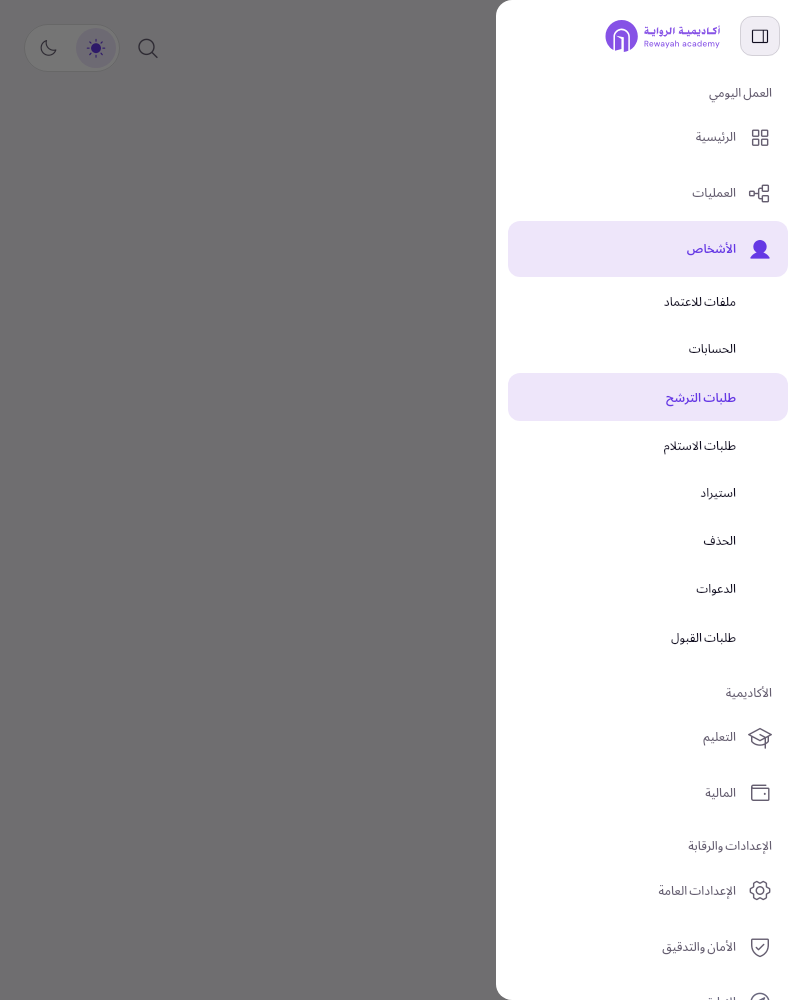 أكاديمية الرواية
Rewayah academy
العمل اليومي
الرئيسية
العمليات
الأشخاص
ملفات للاعتماد
الحسابات
طلبات الترشح
طلبات الاستلام
استيراد
الحذف
الدعوات
طلبات القبول
الأكاديمية
التعليم
المالية
الإعدادات والرقابة
الإعدادات العامة
الأمان والتدقيق